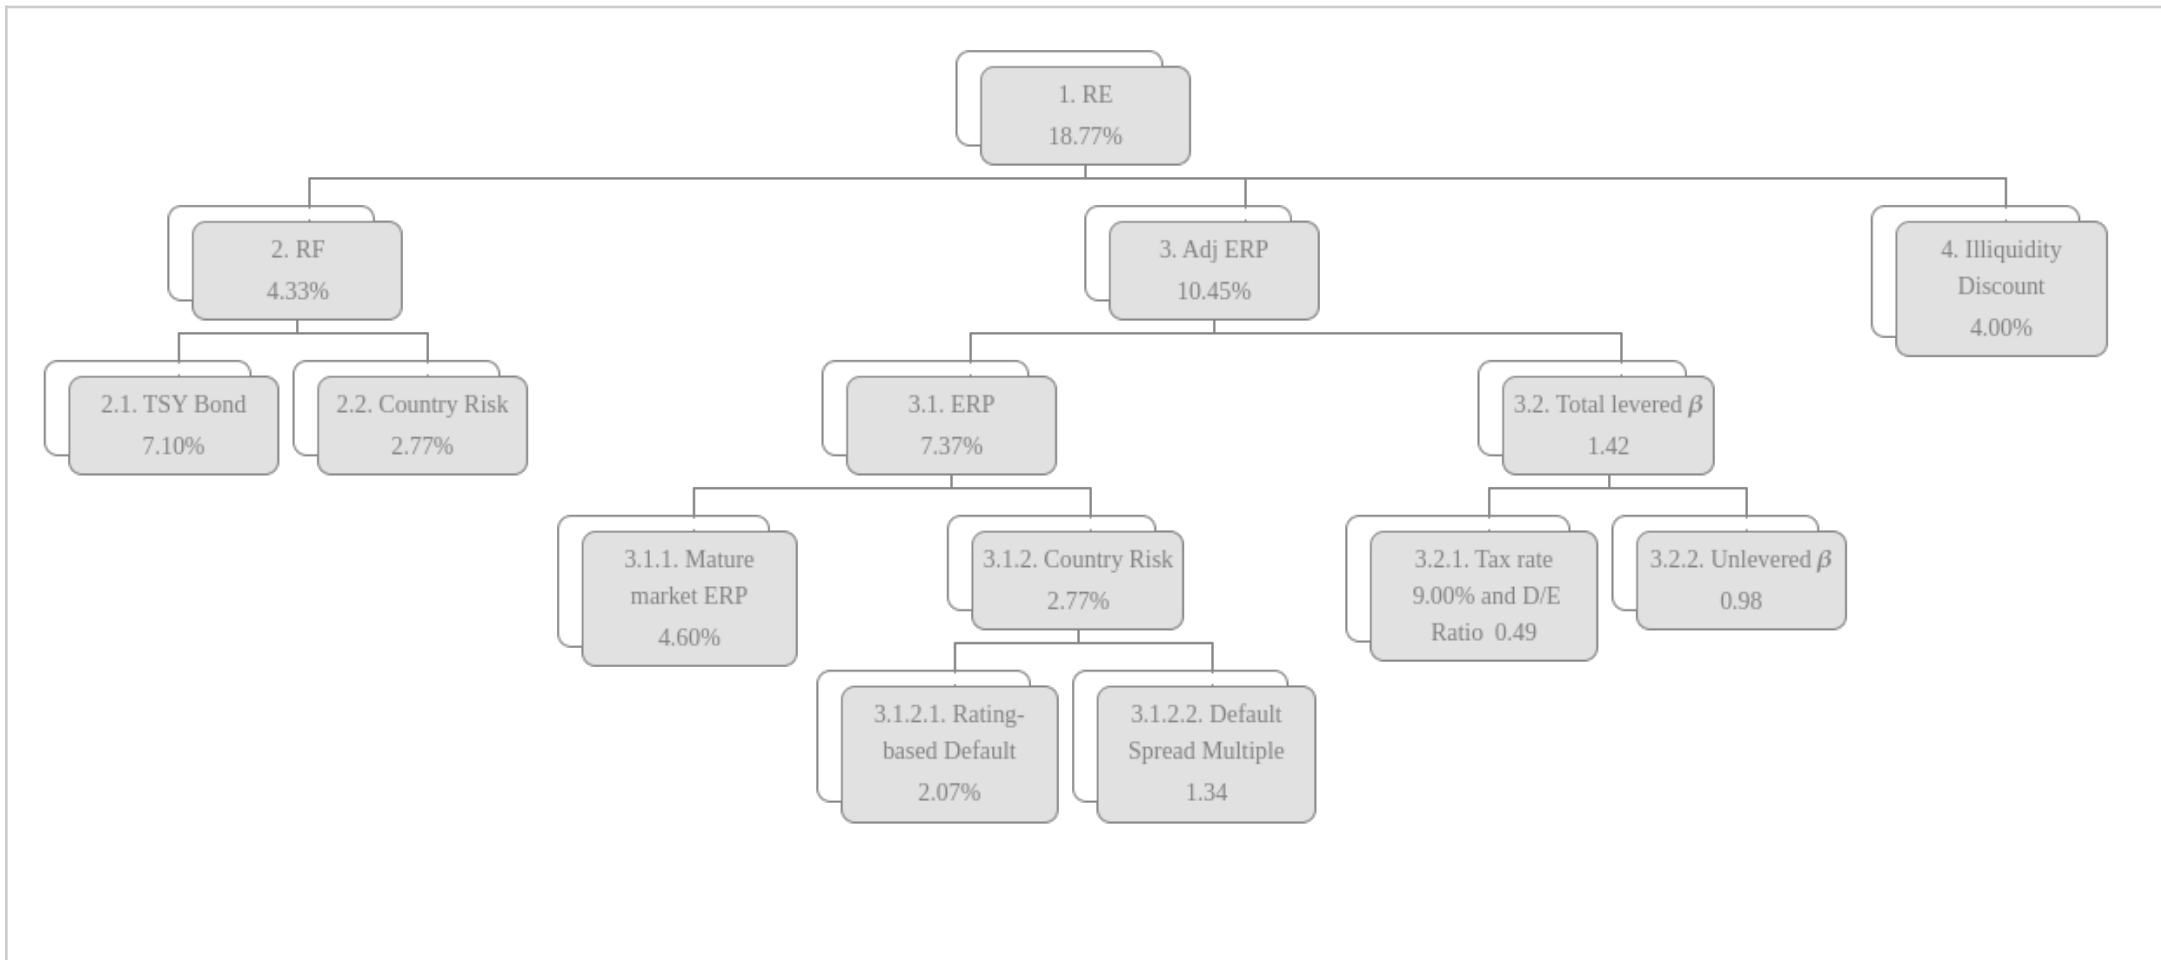 1. RE
18.77%
2. RF
4.33%
3. Adj ERP
10.45%
4. Illiquidity
Discount
4.00%
2.1. TSY Bond
7.10%
2.2. Country Risk
2.77%
3.1. ERP
7.37%
3.2. Total levered β
1.42
3.1.1. Mature
market ERP
4.60%
3.1.2. Country Risk
2.77%
3.2.1. Tax rate
9.00% and D/E
Ratio 0.49
3.2.2. Unlevered β
0.98
3.1.2.1. Rating-
based Default
2.07%
3.1.2.2. Default
Spread Multiple
1.34